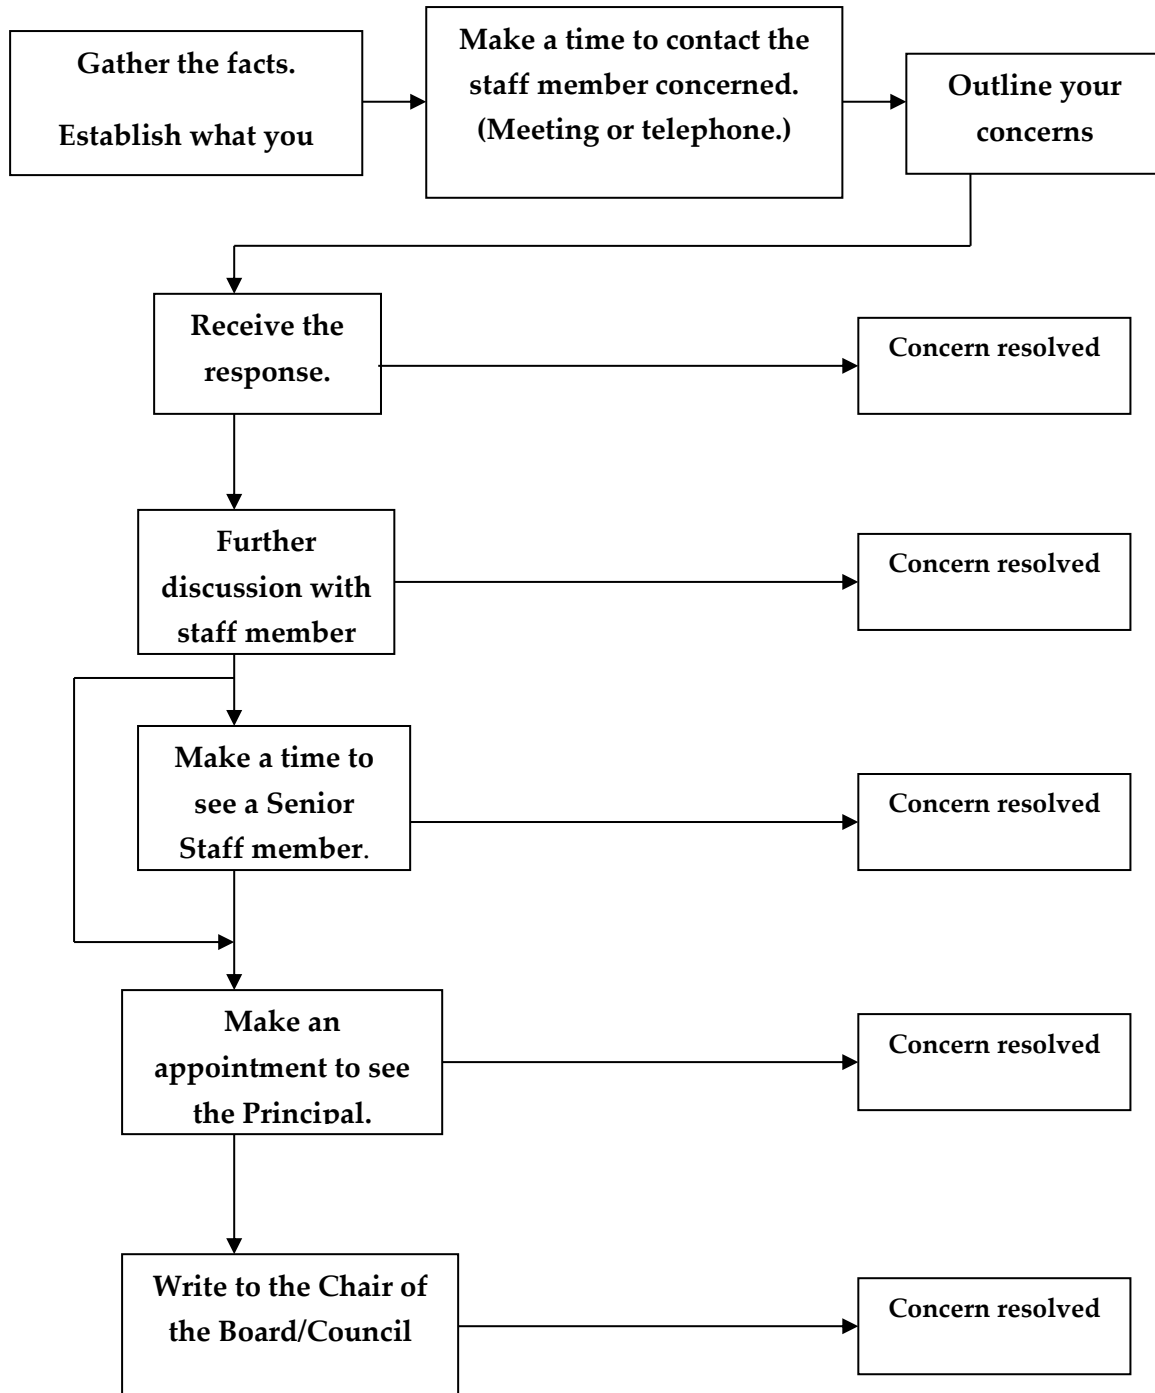 Gather the facts.
Establish what you
Make a time to contact the
staff member concerned.
(Meeting or telephone.)
Outline your
concerns
Receive the
response.
Concern resolved
Further
discussion with
staff member
Concern resolved
Make a time to
see a Senior
Staff member.
Concern resolved
Make an
appointment to see
the Principal.
Concern resolved
Write to the Chair of
the Board/Council
Concern resolved